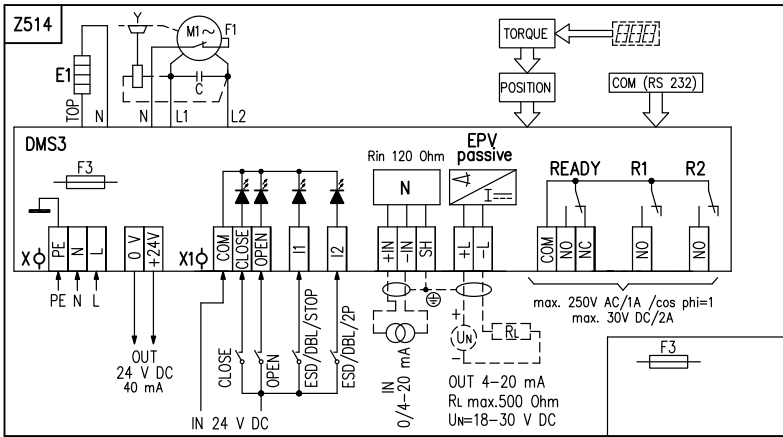 Z514
Y
M1~
F1
E1
C
TOP
N
N
L1
L2
TORQUE
POSITION
COM (RS 232)
DMS3
F3
Rin 120 Ohm
N
EPV
passive
I
READY
R1
R2
X
PE
N
L
0 V
+24V
X1
COM
CLOSE
OPEN
I1
I2
+IN
-IN
SH
+L
-L
COM
NO
NC
NO
NO
PE N L
OUT
24 V DC
40 mA
CLOSE
OPEN
ESD/DBL/STOP
ESD/DBL/2P
IN 24 V DC
IN
0/4-20 mA
+
UN
-
RL
OUT 4-20 mA
RL max.500 Ohm
UN=18-30 V DC
max. 250V AC/1A /cos phi=1
max. 30V DC/2A
F3